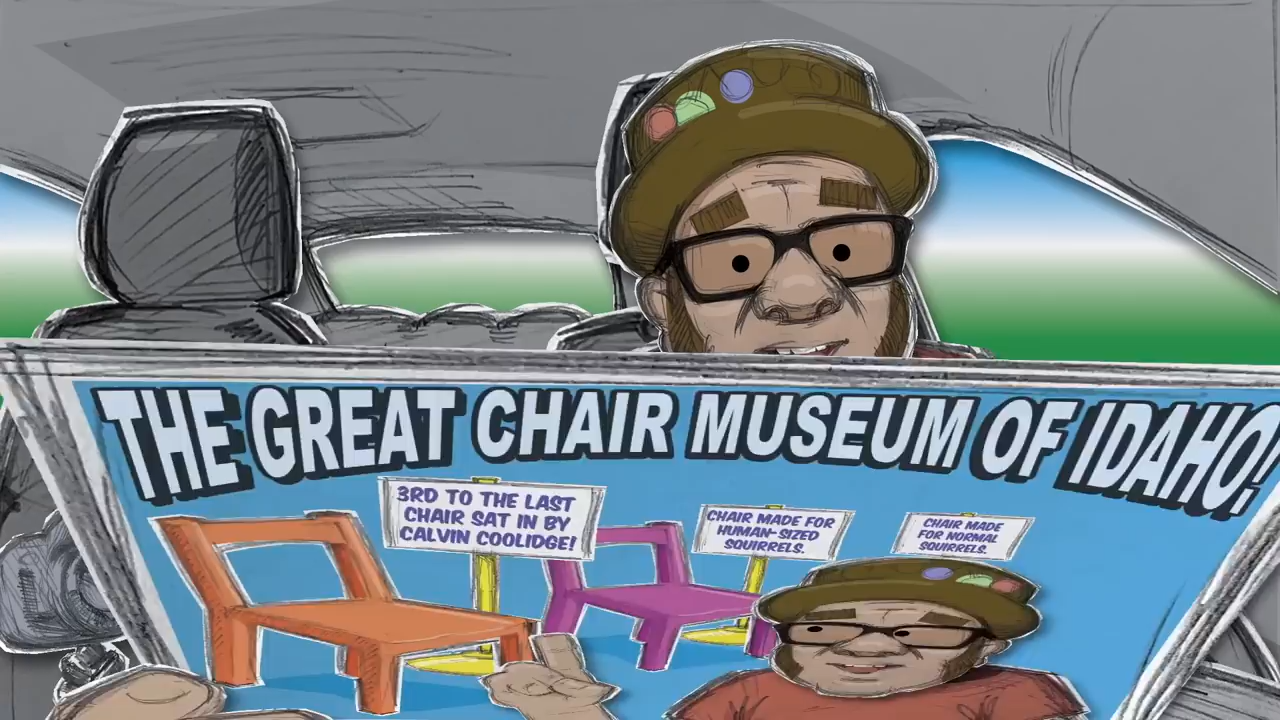 THE GREAT CHAIR MUSEUM OF IDAHO!
3RD TO THE LAST
CHAIR SAT IN BY
CALVIN COOLIDGE!
CHAIR MADE FOR
HUMAN-SIZED
SQUIRRELS.
CHAIR MADE
FOR NORMAL
SQUIRRELS.